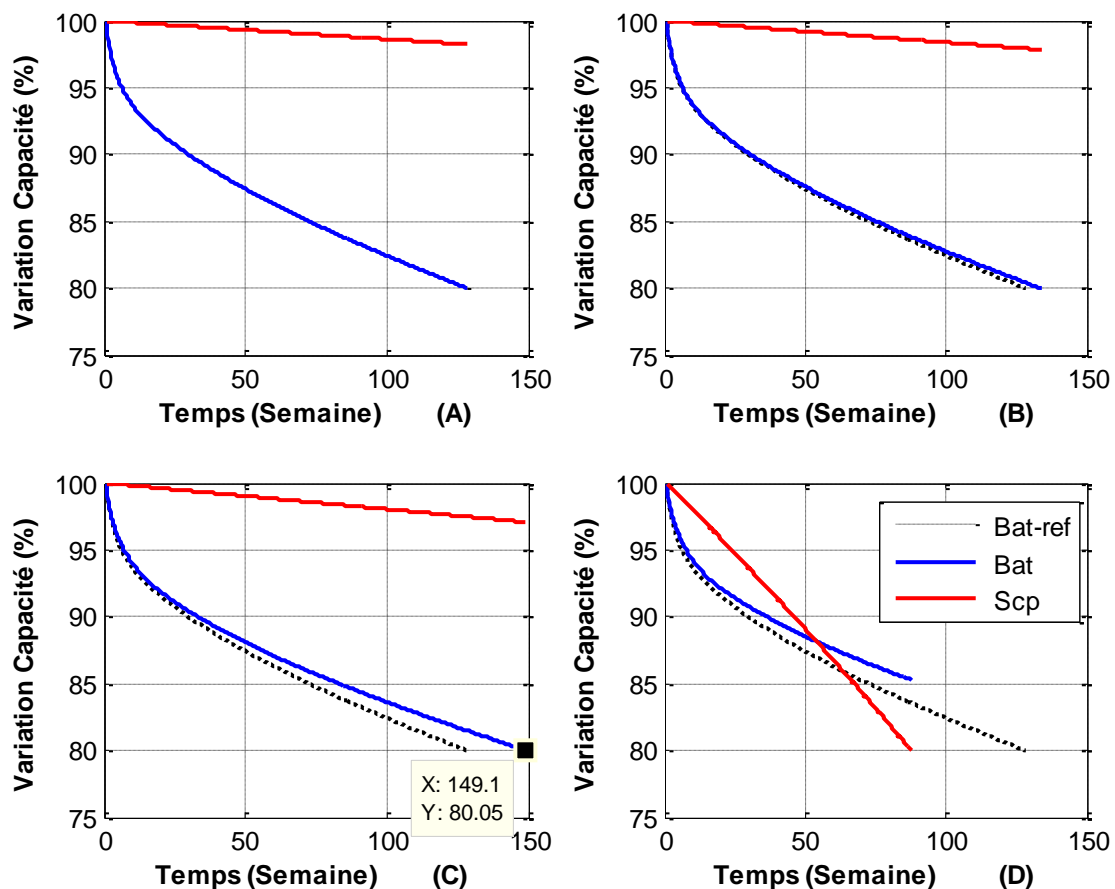 100
95
90
85
80
75
0
50
100
150
Variation Capacité (%)
Temps (Semaine)
(A)
100
95
90
85
80
75
0
50
100
150
Variation Capacité (%)
Temps (Semaine)
(B)
100
95
90
85
80
75
0
50
100
150
Variation Capacité (%)
X: 149.1
Y: 80.05
Temps (Semaine)
(C)
100
95
90
85
80
75
0
50
100
150
Variation Capacité (%)
Bat-ref
Bat
Scp
Temps (Semaine)
(D)